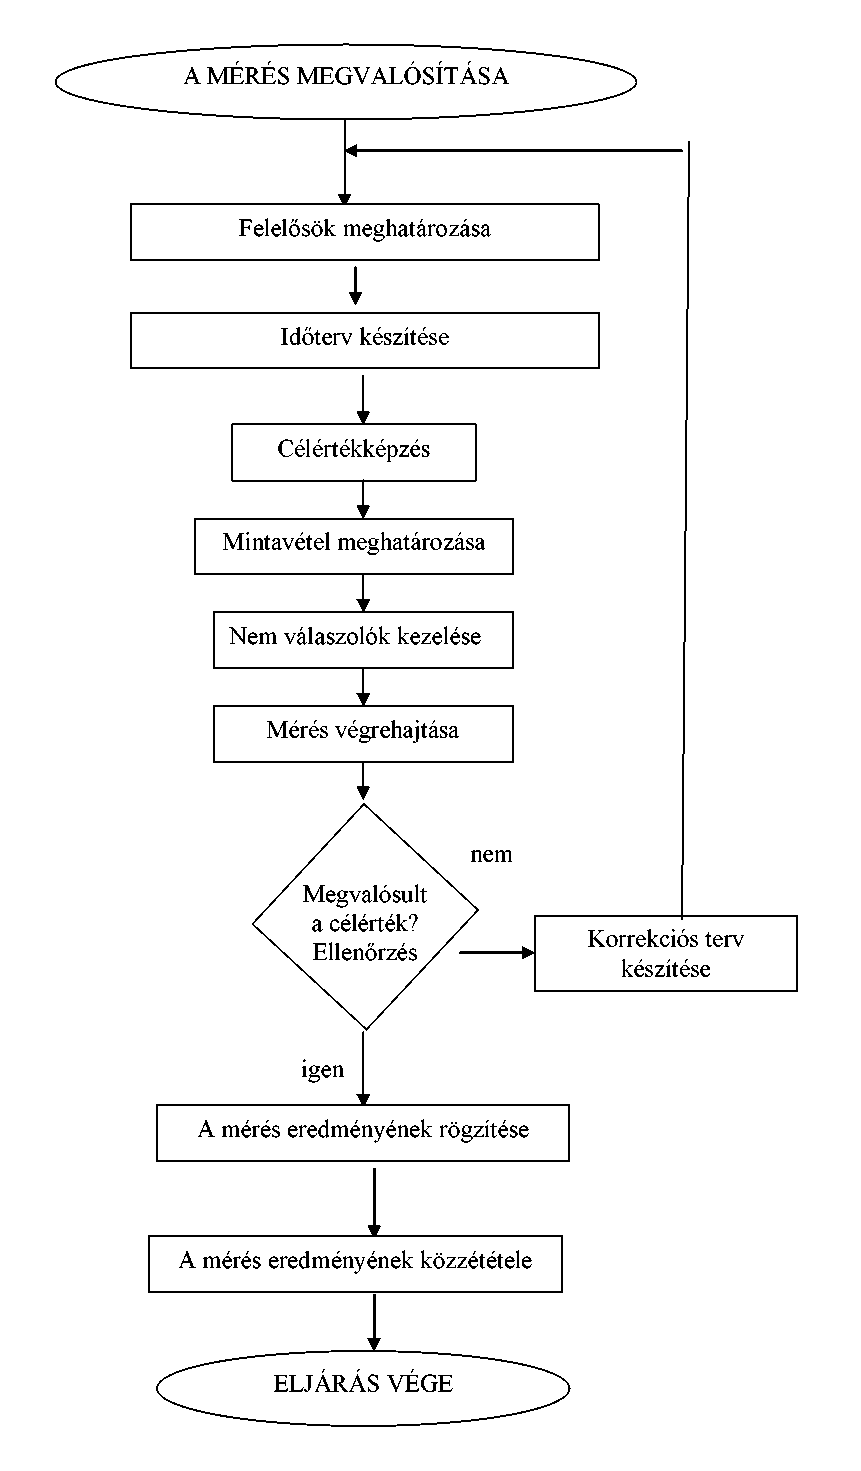 A MÉRÉS MEGVALÓSÍTÁSA
Felelősök meghatározása
Időterv készítése
Célértékképzés
Mintavétel meghatározása
Nem válaszolók kezelése
Mérés végrehajtása
nem
Megvalósult
a célérték?
Ellenőrzés
Korrekciós terv
készítése
igen
A mérés eredményének rögzítése
A mérés eredményének közzététele
ELJÁRÁS VÉGE